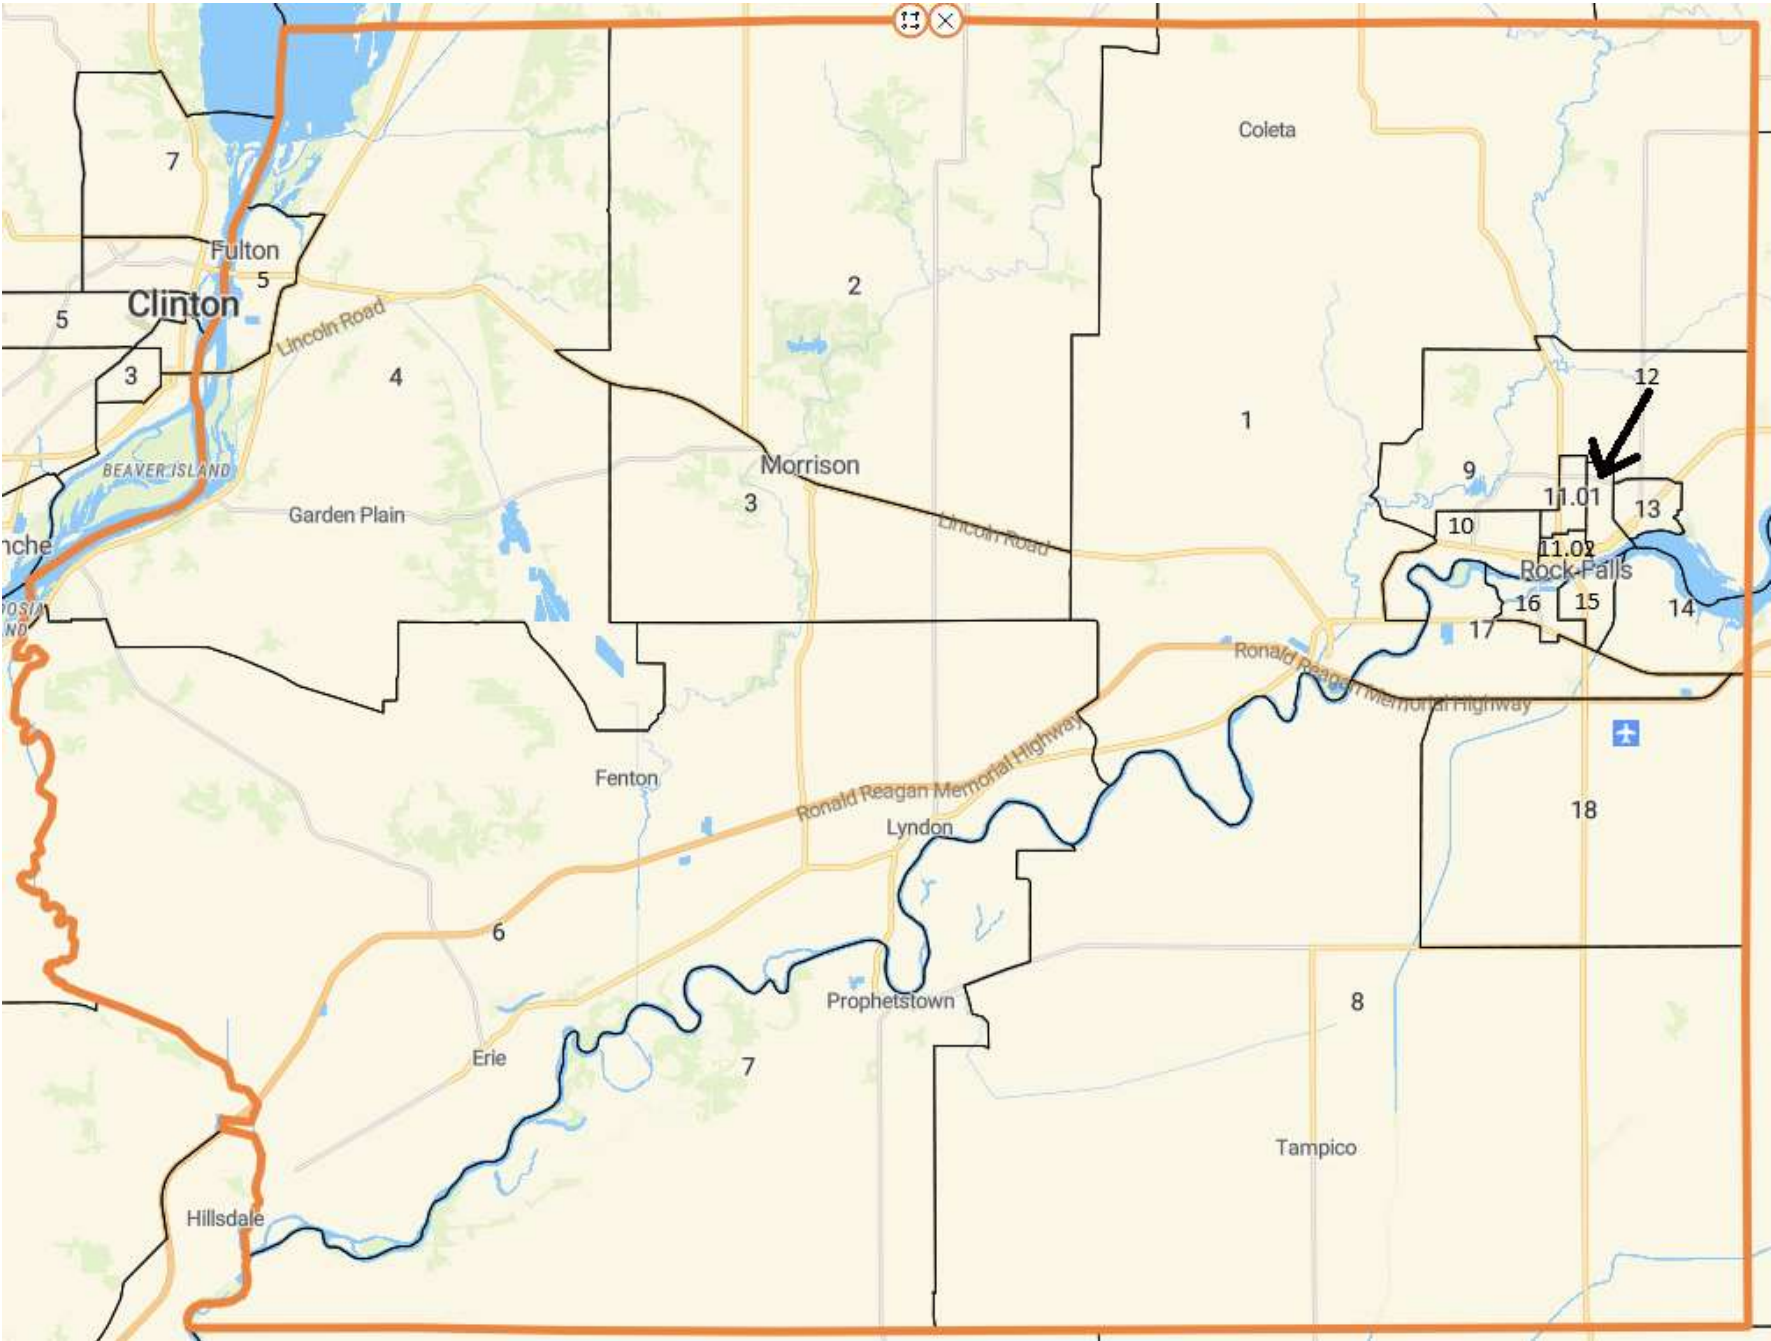 Coleta
7
Fulton
5
Clinton
5
2
Lincoln Road
3
4
12
1
BEAVER ISLAND
Morrison
9
11.01
3
13
Garden Plain
10
Lincoln Road
nche
11.02
Rock Falls
OSIA
ND
16
15
14
17
Ronald Reagan Memorial Highway
Ronald Reagan Memorial Highway
Fenton
18
Lyndon
6
Prophetstown
8
Erie
7
Tampico
Hillsdale